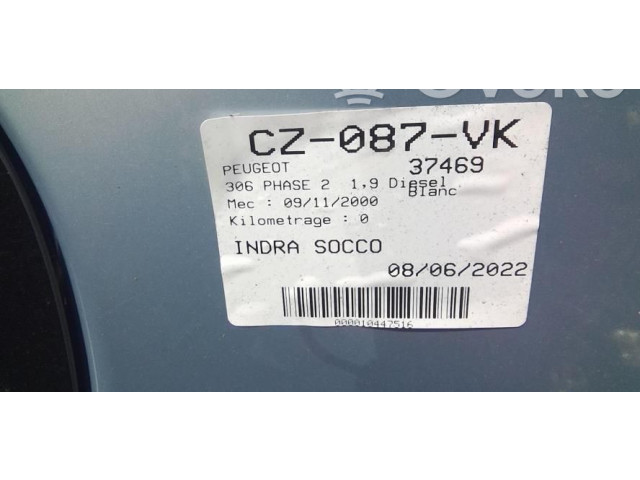 CZ-087-VK
PEUGEOT 37469
306 PHASE 2 1,9 Diesel
Blanc
Mec : 09/11/2000
Kilometrage : 0
INDRA SOCCO
08/06/2022
000010447516